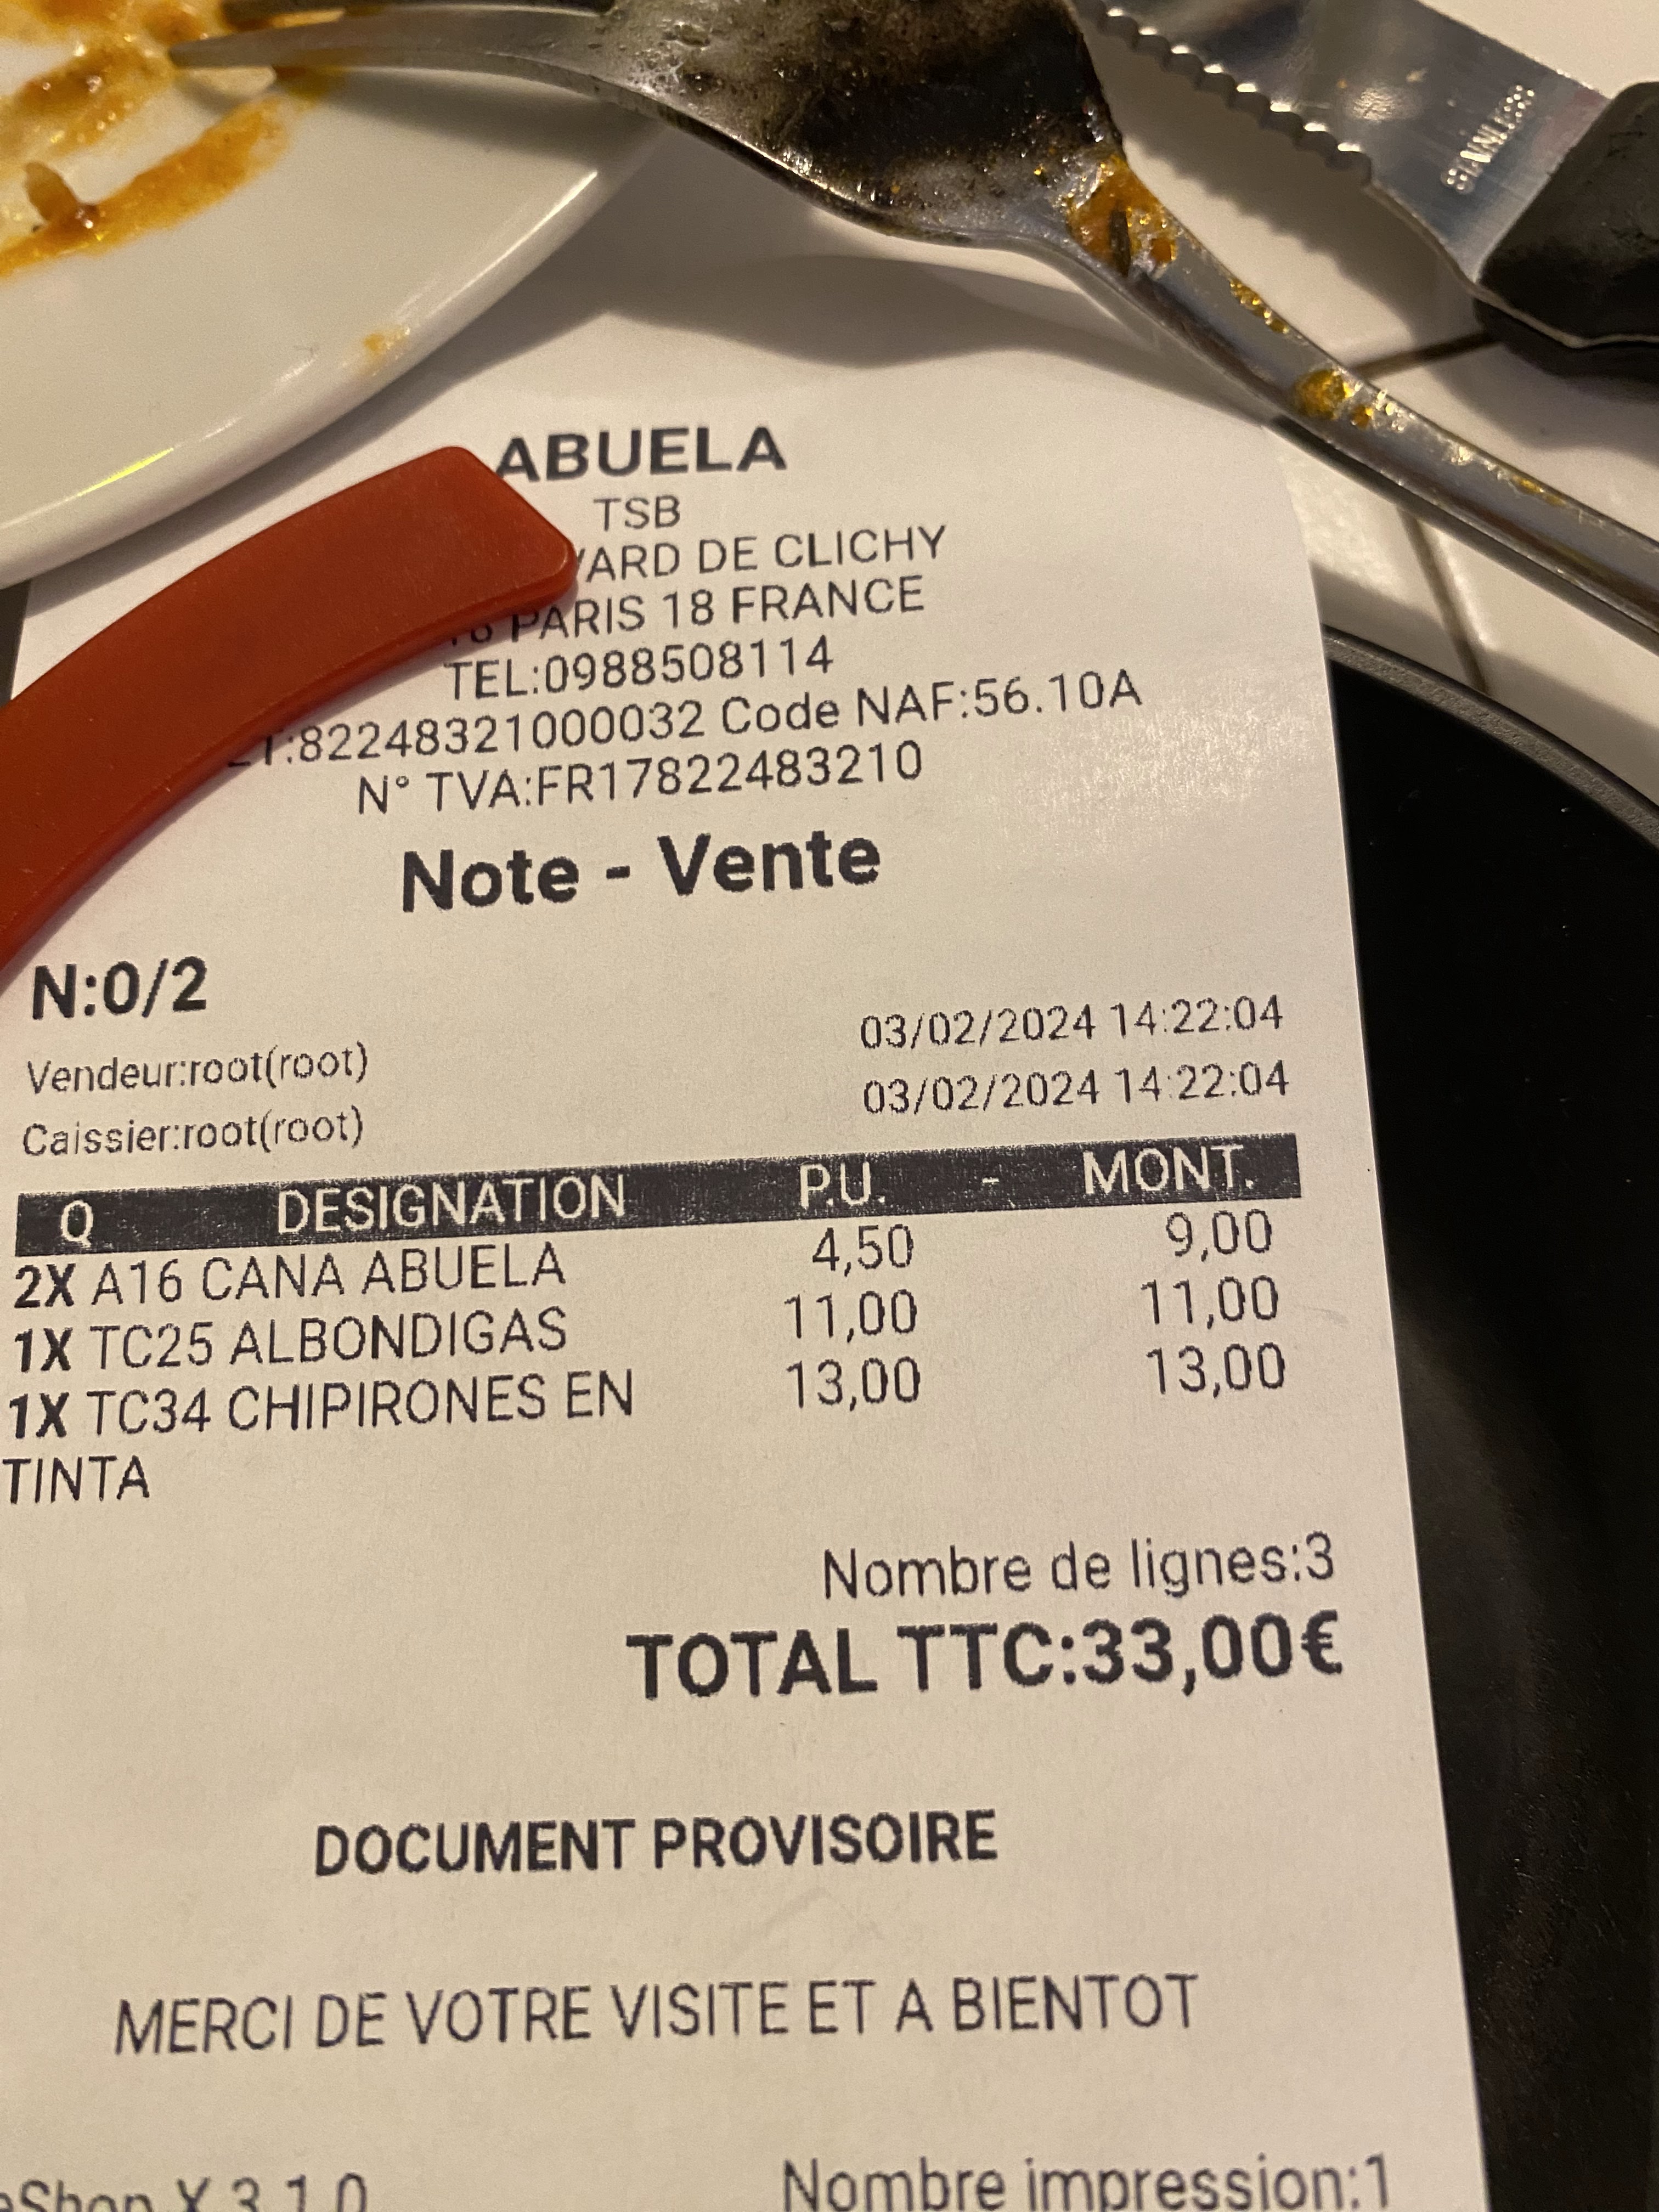 STAINLESS
ABUELA
TSB
DE CLICHY
PARIS 18 FRANCE
TEL:0988508114
:82248321000032 Code NAF:56.10A
N° TVA:FR17822483210
Note - Vente
N:0/2
Vendeur:root(root) 03/02/2024 14:22:04
Caissier:root(root) 03/02/2024 14:22:04
Q DESIGNATION P.U. - MONT.
2X A16 CANA ABUELA 4,50 9,00
1X TC25 ALBONDIGAS 11,00 11,00
1X TC34 CHIPIRONES EN 13,00 13,00
TINTA
Nombre de lignes:3
TOTAL TTC:33,00€
DOCUMENT PROVISOIRE
MERCI DE VOTRE VISITE ET A BIENTOT
X 3.1.0 Nombre impression:1